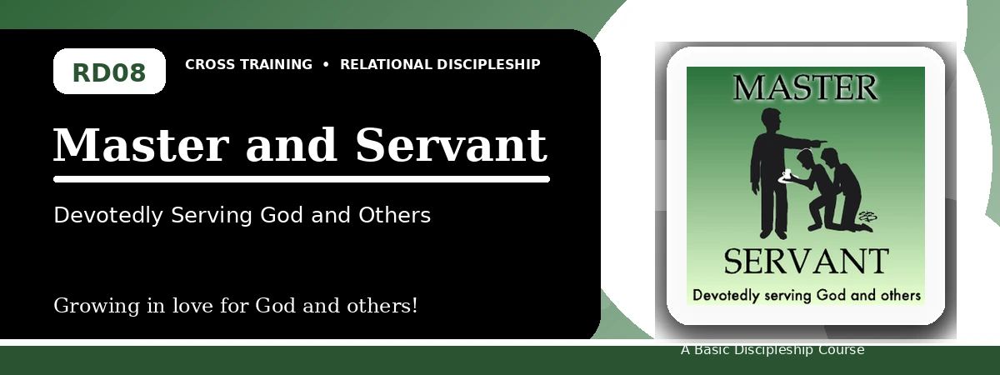 RD08
CROSS TRAINING • RELATIONAL DISCIPLESHIP
Master and Servant
Devotedly Serving God and Others
Growing in love for God and others!
MASTER
SERVANT
Devotedly serving God and others
A Basic Discipleship Course